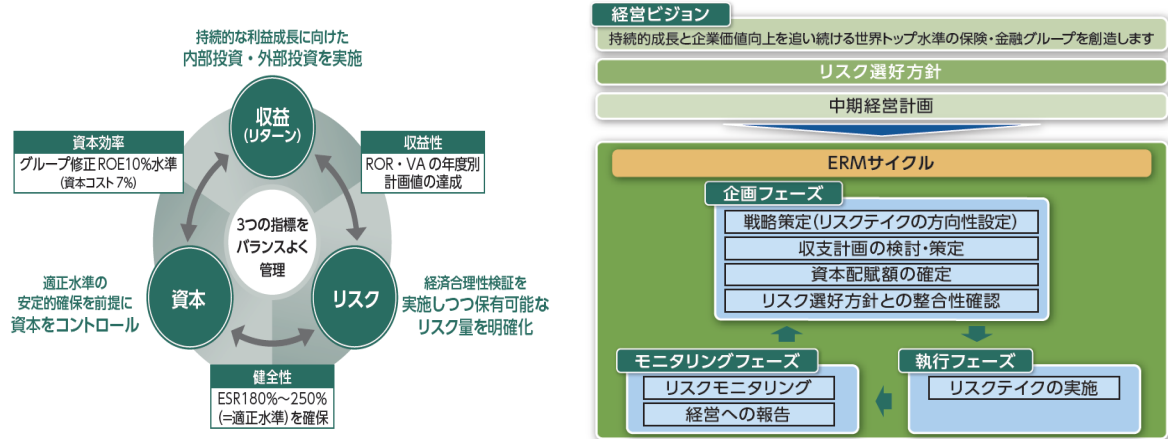 持続的な利益成長に向けた
内部投資・外部投資を実施
収益
(リターン)
資本効率
グループ修正ROE10%水準
(資本コスト7%)
収益性
ROR・VAの年度別
計画値の達成
3つの指標を
バランスよく
管理
適正水準の
安定的確保を前提に
資本をコントロール
資本
リスク
経済合理性検証を
実施しつつ保有可能な
リスク量を明確化
健全性
ESR180%~250%
(=適正水準)を確保
経営ビジョン
持続的成長と企業価値向上を追い続ける世界トップ水準の保険・金融グループを創造します
リスク選好方針
中期経営計画
ERMサイクル
企画フェーズ
戦略策定(リスクテイクの方向性設定)
収支計画の検討・策定
資本配賦額の確定
リスク選好方針との整合性確認
モニタリングフェーズ
リスクモニタリング
経営への報告
執行フェーズ
リスクテイクの実施